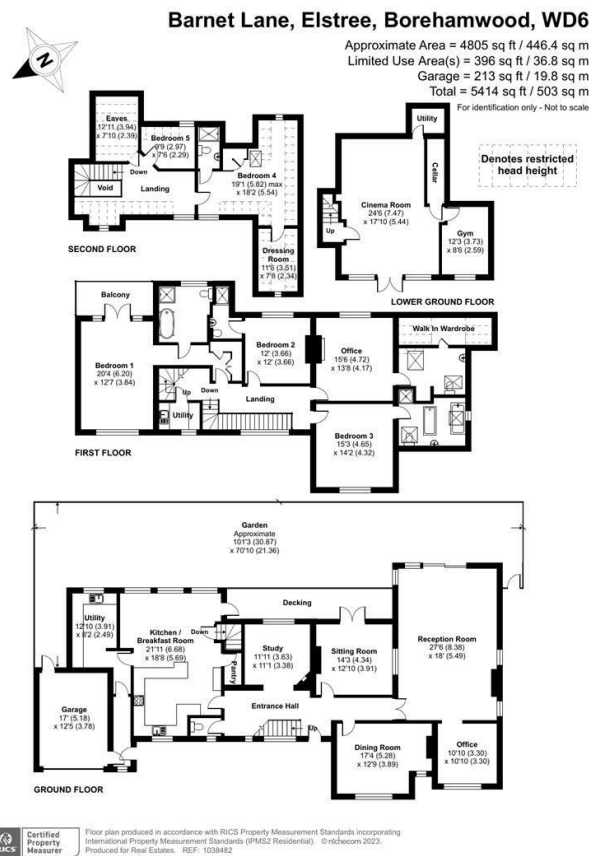 Barnet Lane, Elstree, Borehamwood, WD6
Approximate Area = 4805 sq ft / 446.4 sq m
Limited Use Area(s) = 396 sq ft / 36.8 sq m
Garage = 213 sq ft / 19.8 sq m
Total = 5414 sq ft / 503 sq m
For identification only - Not to scale
N
Eaves
12'11 (3.94)
x 7'10 (2.39)
Bedroom 5
9'9 (2.97)
x 7'6 (2.29)
Down
Void
Landing
Bedroom 4
19'1 (5.82) max
x 18'2 (5.54)
Dressing
Room
11'6 (3.51)
x 7'8 (2.34)
SECOND FLOOR
Utility
Cellar
Cinema Room
24'6 (7.47)
x 17'10 (5.44)
Up
Gym
12'3 (3.73)
x 8'6 (2.59)
LOWER GROUND FLOOR
Denotes restricted
head height
Balcony
Bedroom 1
20'4 (6.20)
x 12'7 (3.84)
Bedroom 2
12' (3.66)
x 12' (3.66)
Office
15'6 (4.72)
x 13'8 (4.17)
Walk In Wardrobe
Up
Down
Landing
Utility
Bedroom 3
15'3 (4.65)
x 14'2 (4.32)
FIRST FLOOR
Garden
Approximate
101'3 (30.87)
x 70'10 (21.36)
Decking
Utility
12'10 (3.91)
x 8'2 (2.49)
Kitchen /
Breakfast Room
21'11 (6.68)
x 18'8 (5.69)
Down
Pantry
Study
11'11 (3.63)
x 11'1 (3.38)
Sitting Room
14'3 (4.34)
x 12'10 (3.91)
Reception Room
27'6 (8.38)
x 18' (5.49)
Garage
17' (5.18)
x 12'5 (3.78)
Entrance Hall
Up
Dining Room
17'4 (5.28)
x 12'9 (3.89)
Office
10'10 (3.30)
x 10'10 (3.30)
GROUND FLOOR
RICS
Certified
Property
Measurer
Floor plan produced in accordance with RICS Property Measurement Standards incorporating
International Property Measurement Standards (IPMS2 Residential). © nichecom 2023.
Produced for Real Estates. REF: 1038482